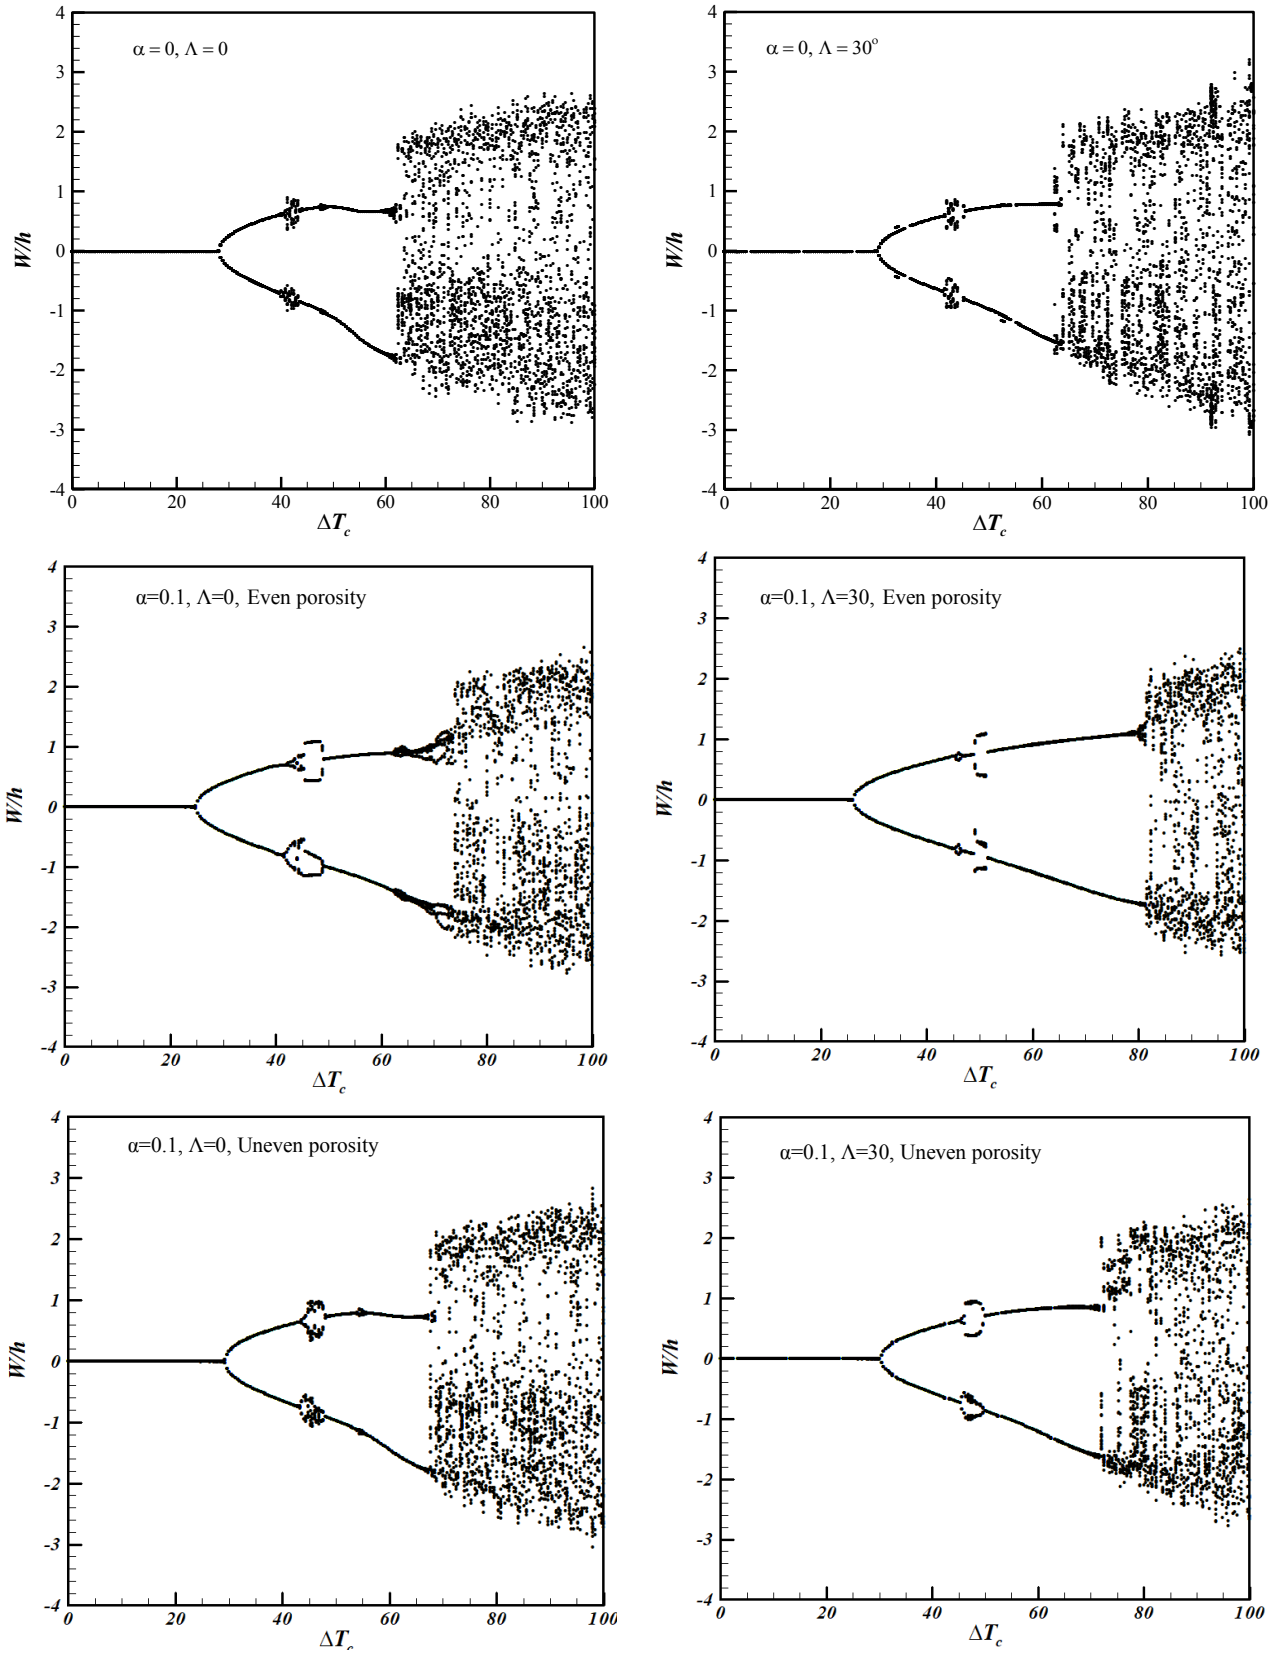 α = 0, Λ = 0
4
3
2
1
0
-1
-2
-3
-4
W/h
0 20 40 60 80 100
ΔT_c
α = 0, Λ = 30°
4
3
2
1
0
-1
-2
-3
-4
W/h
0 20 40 60 80 100
ΔT_c
α=0.1, Λ=0, Even porosity
4
3
2
1
0
-1
-2
-3
-4
W/h
0 20 40 60 80 100
ΔT_c
α=0.1, Λ=30, Even porosity
4
3
2
1
0
-1
-2
-3
-4
W/h
0 20 40 60 80 100
ΔT_c
α=0.1, Λ=0, Uneven porosity
4
3
2
1
0
-1
-2
-3
-4
W/h
0 20 40 60 80 100
ΔT_c
α=0.1, Λ=30, Uneven porosity
4
3
2
1
0
-1
-2
-3
-4
W/h
0 20 40 60 80 100
ΔT_c